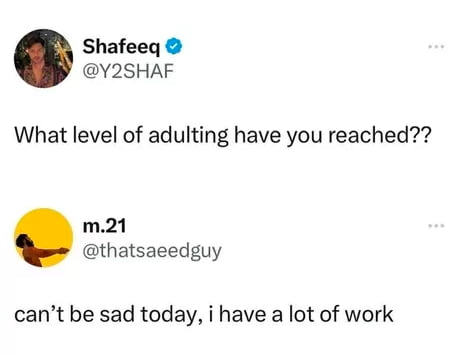 Shafeeq
@Y2SHAF
What level of adulting have you reached??
m.21
@thatsaeedguy
can’t be sad today, i have a lot of work